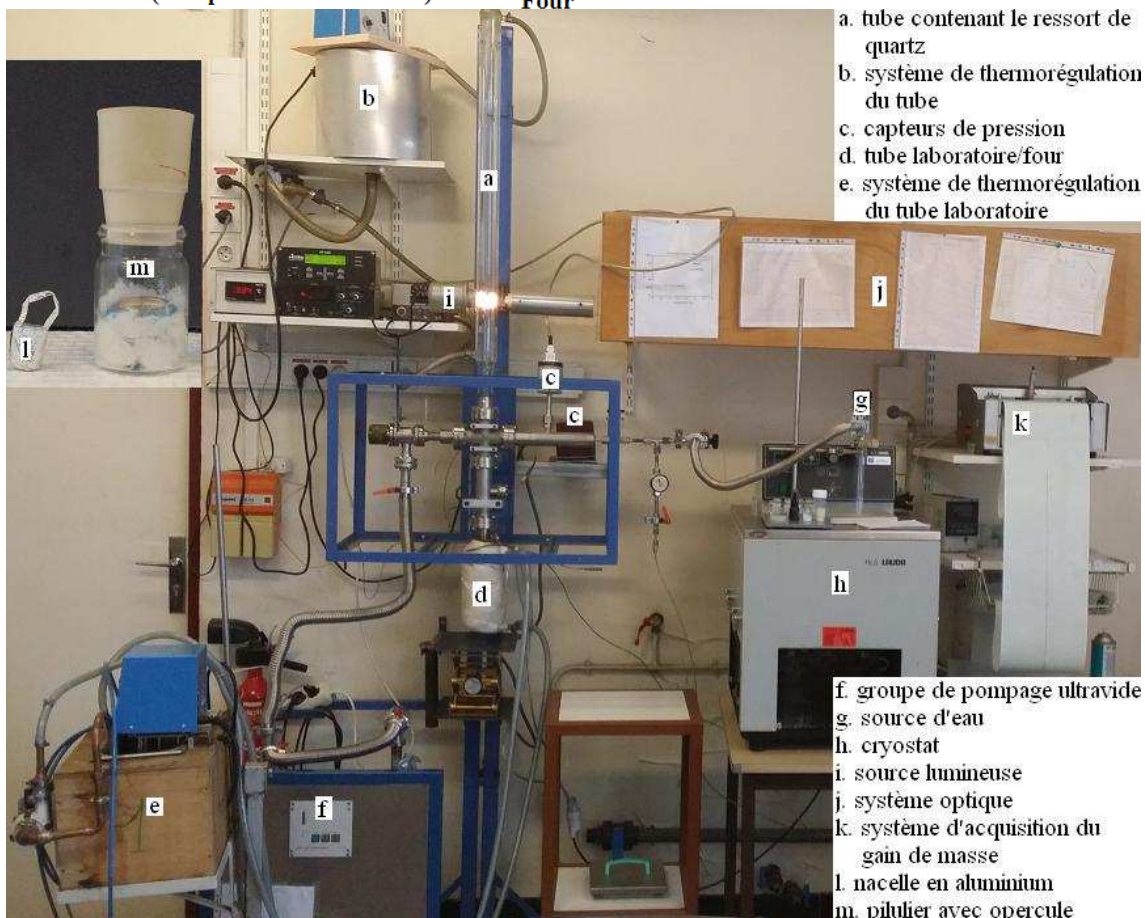 Four
a. tube contenant le ressort de
quartz
b. système de thermorégulation
du tube
c. capteurs de pression
d. tube laboratoire/four
e. système de thermorégulation
du tube laboratoire
b
a
m
i
j
l
c
c
g
k
LAUDA
d
h
e
f
f. groupe de pompage ultravide
g. source d'eau
h. cryostat
i. source lumineuse
j. système optique
k. système d'acquisition du
gain de masse
l. nacelle en aluminium
m. pilulier avec opercule